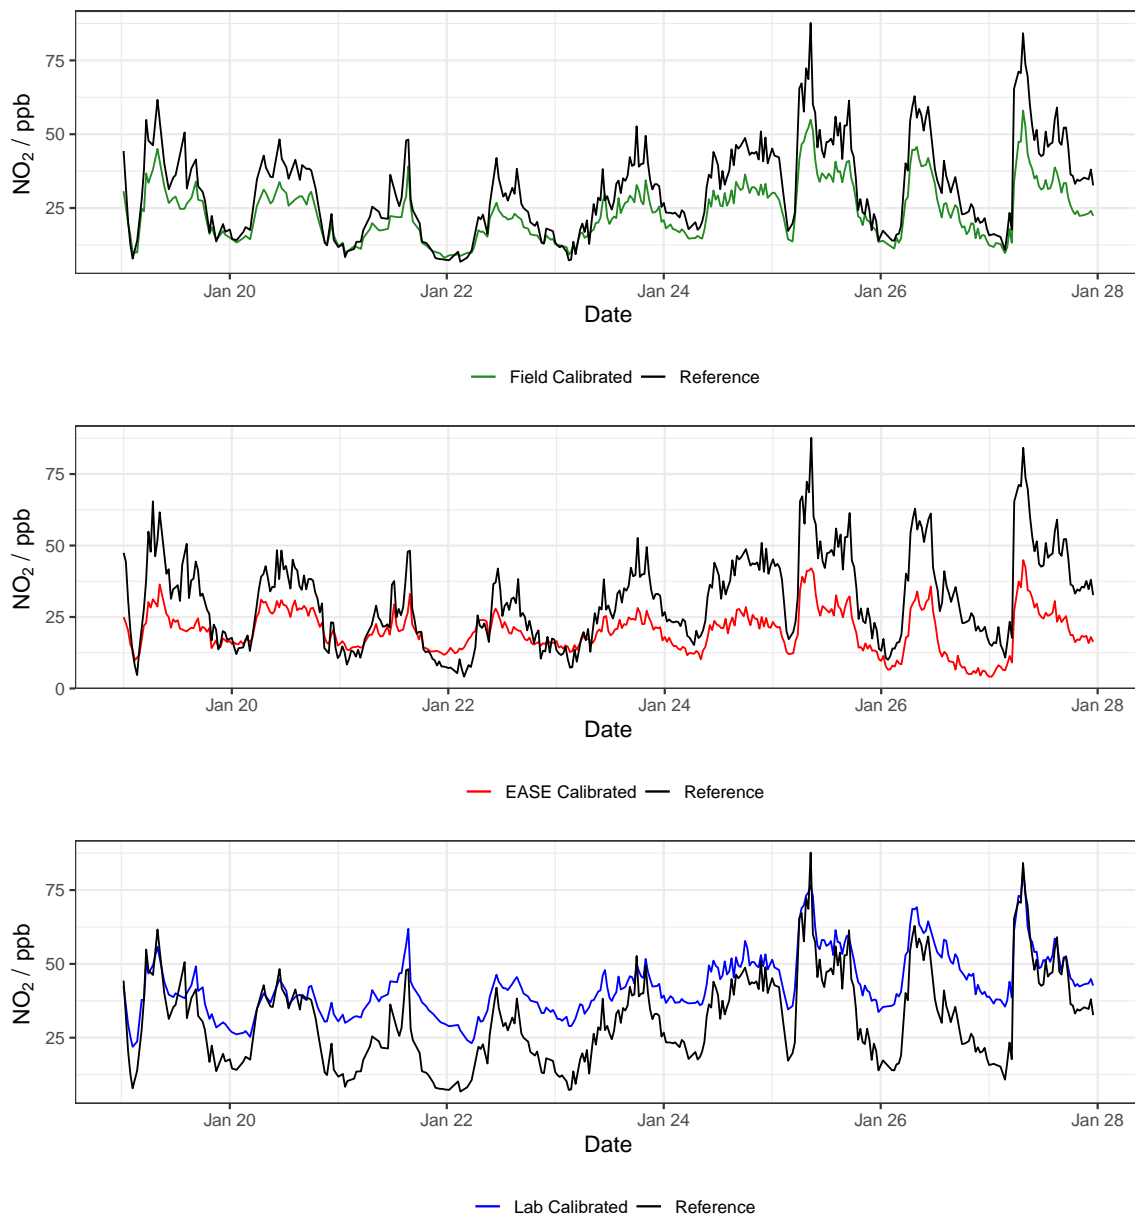 75
50
25
NO₂ / ppb
Jan 20 Jan 22 Jan 24 Jan 26 Jan 28
Date
Field Calibrated Reference
75
50
25
0
NO₂ / ppb
Jan 20 Jan 22 Jan 24 Jan 26 Jan 28
Date
EASE Calibrated Reference
75
50
25
NO₂ / ppb
Jan 20 Jan 22 Jan 24 Jan 26 Jan 28
Date
Lab Calibrated Reference